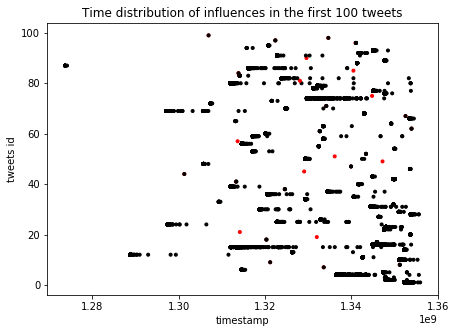 Time distribution of influences in the first 100 tweets
100
80
60
40
20
0
tweets id
1.28 1.30 1.32 1.34 1.36
1e9
timestamp